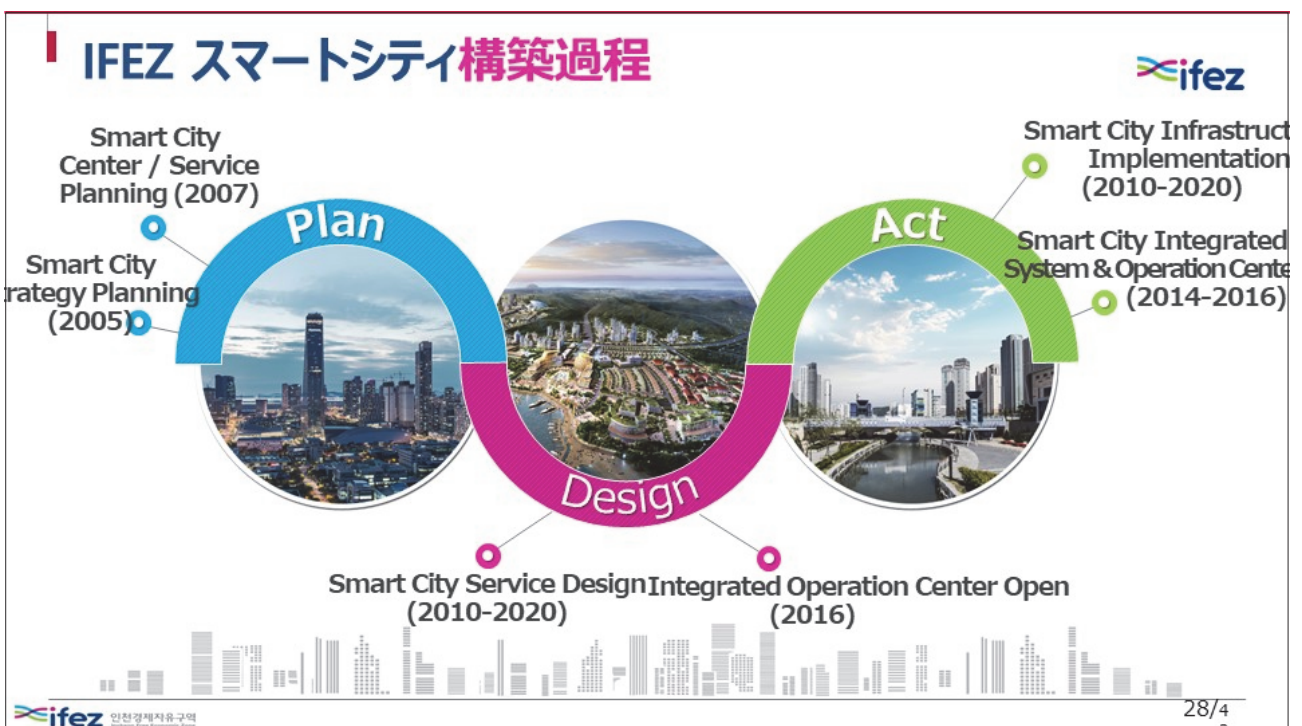 IFEZ スマートシティ構築過程
ifez
Smart City
Center / Service
Planning (2007)
Smart City
trategy Planning
(2005)
Plan
Design
Act
Smart City Infrastruct
Implementation
(2010-2020)
Smart City Integrated
System & Operation Cente
(2014-2016)
Smart City Service Design
(2010-2020)
Integrated Operation Center Open
(2016)
ifez 인천경제자유구역
28/4